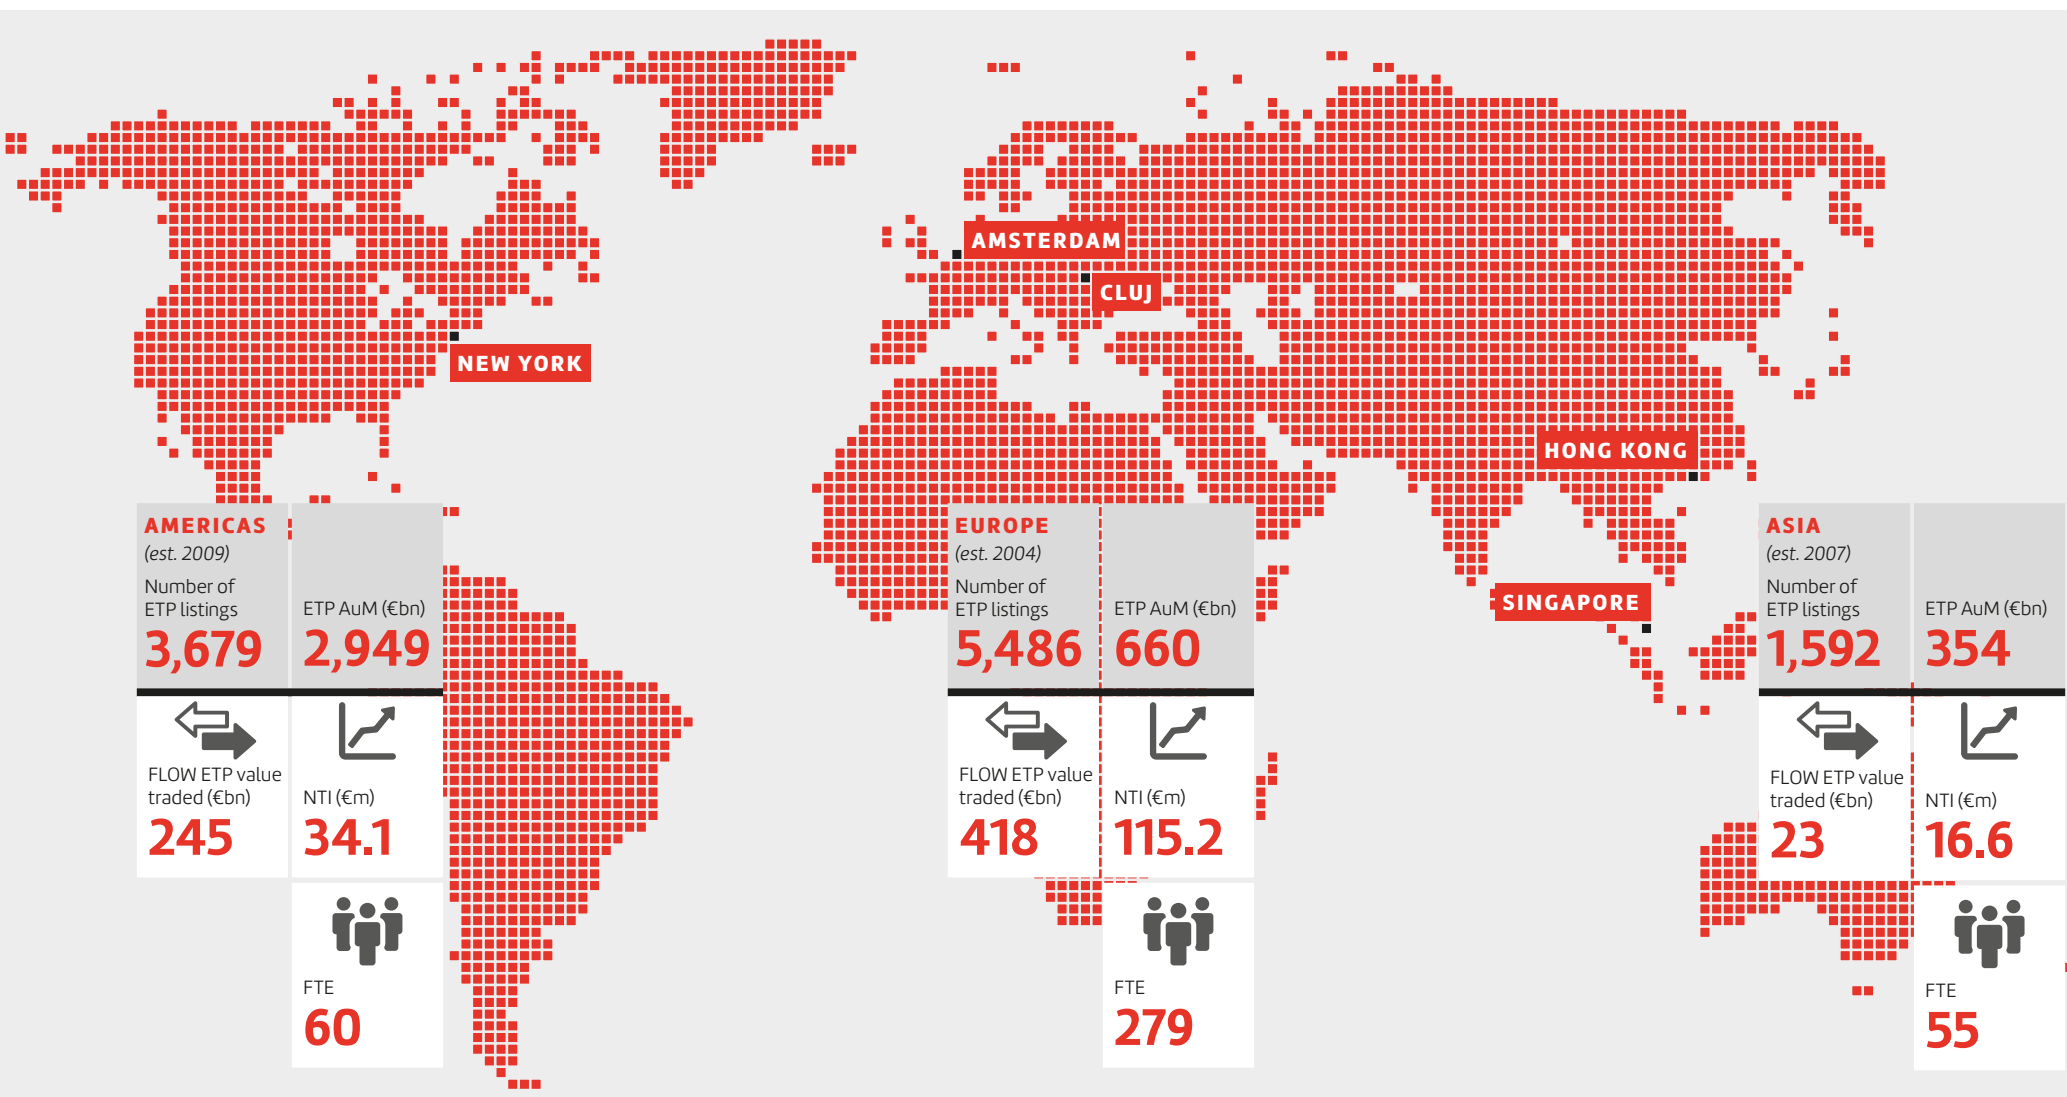 AMSTERDAM
CLUJ
NEW YORK
HONG KONG
SINGAPORE
AMERICAS
(est. 2009)
Number of
ETP listings
3,679
ETP AuM (€bn)
2,949
FLOW ETP value
traded (€bn)
245
NTI (€m)
34.1
FTE
60
EUROPE
(est. 2004)
Number of
ETP listings
5,486
ETP AuM (€bn)
660
FLOW ETP value
traded (€bn)
418
NTI (€m)
115.2
FTE
279
ASIA
(est. 2007)
Number of
ETP listings
1,592
ETP AuM (€bn)
354
FLOW ETP value
traded (€bn)
23
NTI (€m)
16.6
FTE
55